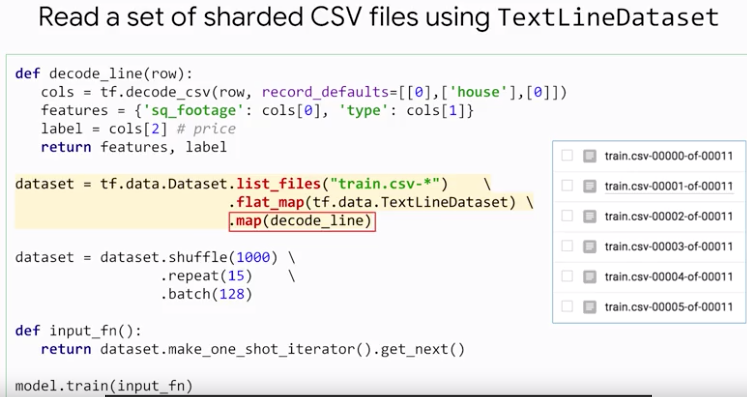 Read a set of sharded CSV files using TextLineDataset
def decode_line(row):
    cols = tf.decode_csv(row, record_defaults=[[0],['house'],[0]])
    features = {'sq_footage': cols[0], 'type': cols[1]}
    label = cols[2] # price
    return features, label
dataset = tf.data.Dataset.list_files("train.csv-*") \
                         .flat_map(tf.data.TextLineDataset) \
                         .map(decode_line)
dataset = dataset.shuffle(1000) \
                 .repeat(15) \
                 .batch(128)
def input_fn():
    return dataset.make_one_shot_iterator().get_next()
model.train(input_fn)
train.csv-00000-of-00011
train.csv-00001-of-00011
train.csv-00002-of-00011
train.csv-00003-of-00011
train.csv-00004-of-00011
train.csv-00005-of-00011